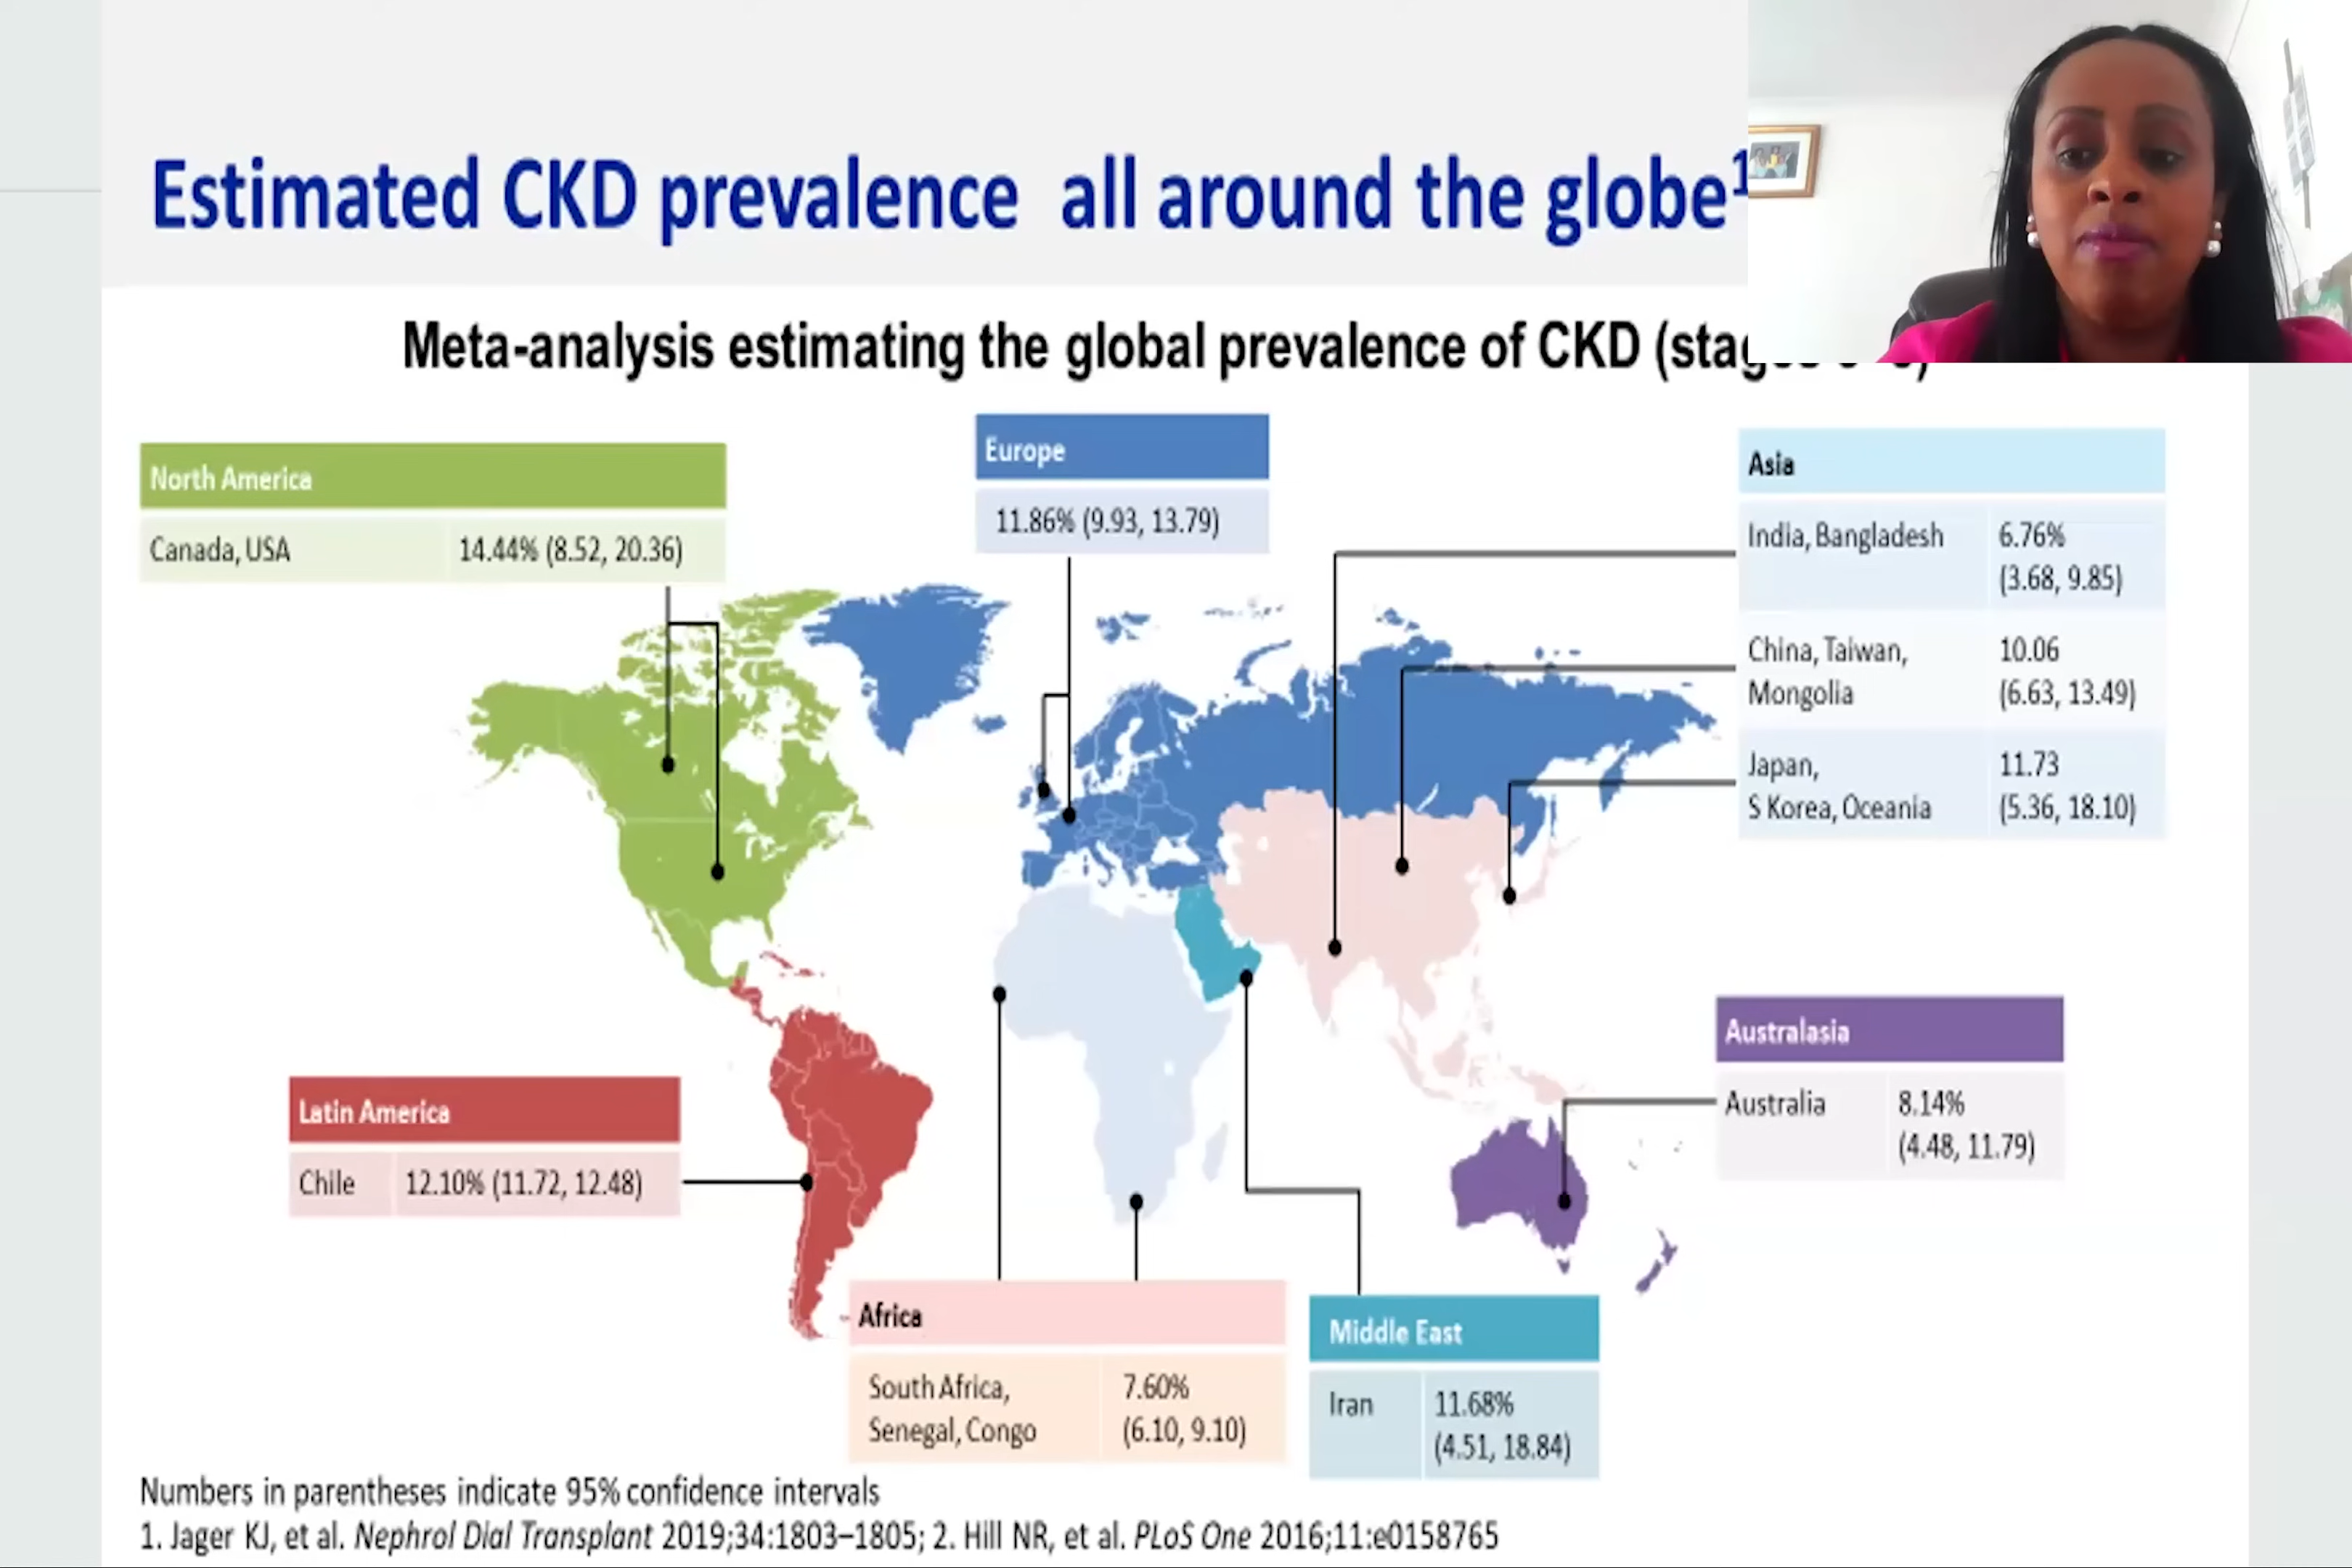 Estimated CKD prevalence all around the globe¹
Meta-analysis estimating the global prevalence of CKD
North America
Canada, USA 14.44% (8.52, 20.36)
Europe
11.86% (9.93, 13.79)
Asia
India, Bangladesh 6.76%
(3.68, 9.85)
China, Taiwan, 10.06
Mongolia (6.63, 13.49)
Japan, 11.73
S Korea, Oceania (5.36, 18.10)
Australasia
Australia 8.14%
(4.48, 11.79)
Latin America
Chile 12.10% (11.72, 12.48)
Africa
South Africa, 7.60%
Senegal, Congo (6.10, 9.10)
Middle East
Iran 11.68%
(4.51, 18.84)
Numbers in parentheses indicate 95% confidence intervals
1. Jager KJ, et al. Nephrol Dial Transplant 2019;34:1803–1805; 2. Hill NR, et al. PLoS One 2016;11:e0158765